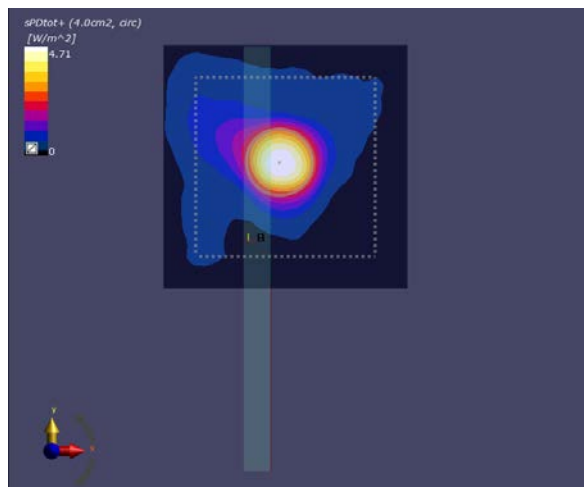 sPDtot+ (4.0cm2, circ)
[W/m^2]
4.71
0
Y
X